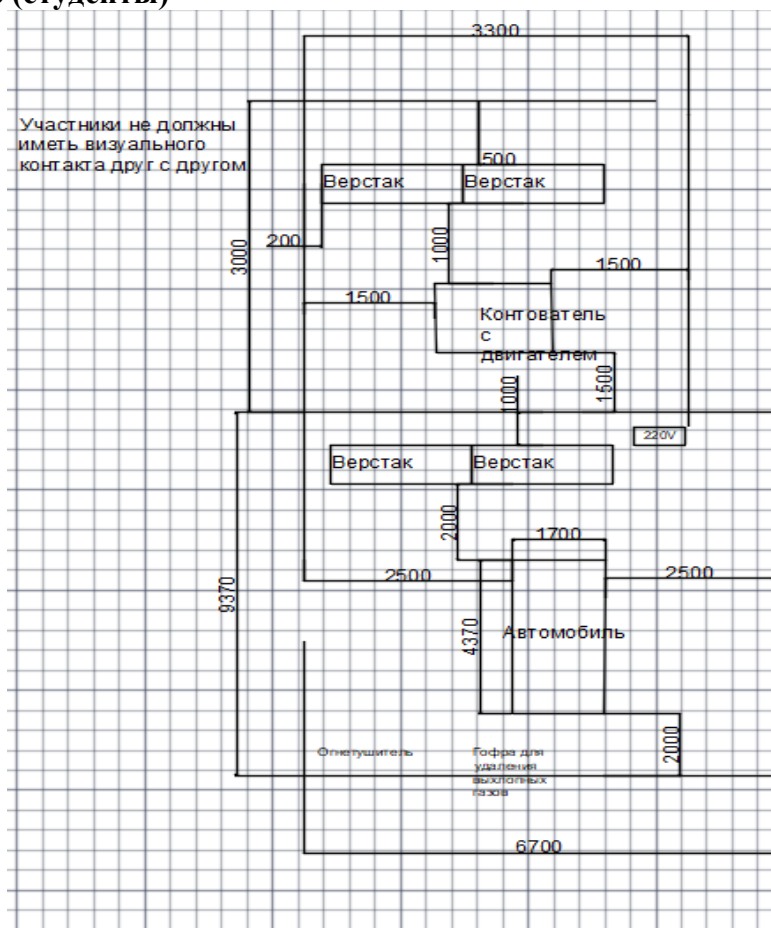 (студенты)
3300
Участники не должны
иметь визуального
контакта друг с другом
500
Верстак Верстак
200
1000
3000
1500
1500
Контователь
с
двигателем
1000
1500
220V
Верстак Верстак
2000
1700
2500
2500
9370
4370
Автомобиль
Огнетушитель
Гофра для
удаления
выхлопных
газов
2000
6700